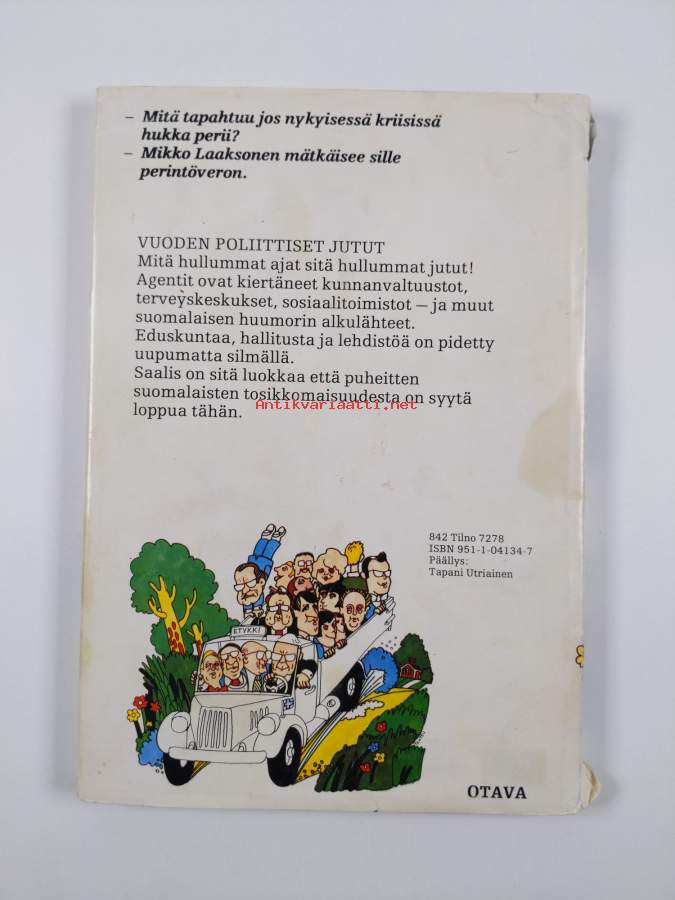 – Mitä tapahtuu jos nykyisessä kriisissä
hukka perii?
– Mikko Laaksonen mätkäisee sille
perintöveron.
VUODEN POLIITTISET JUTUT
Mitä hullummat ajat sitä hullummat jutut!
Agentit ovat kiertäneet kunnanvaltuustot,
terveyskeskukset, sosiaalitoimistot — ja muut
suomalaisen huumorin alkulähteet.
Eduskuntaa, hallitusta ja lehdistöä on pidetty
uupumatta silmällä.
Saalis on sitä luokkaa että puheitten
suomalaisten tosikkomaisuudesta on syytä
loppua tähän.
Antikvariaatti.net
842 Tilno 7278
ISBN 951-1-04134-7
Päällys:
Tapani Utriainen
ETYKKI
OTAVA